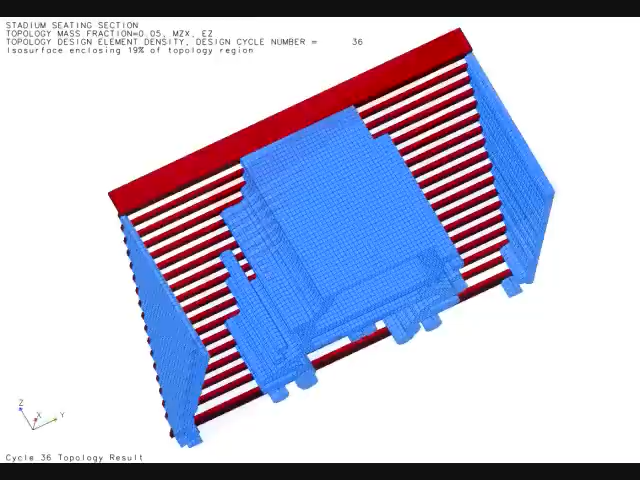 STADIUM SEATING SECTION
TOPOLOGY MASS FRACTION=0.05, MZX, EZ
TOPOLOGY DESIGN ELEMENT DENSITY, DESIGN CYCLE NUMBER = 36
Isosurface enclosing 19% of topology region
Z
X
Y
Cycle 36 Topology Result